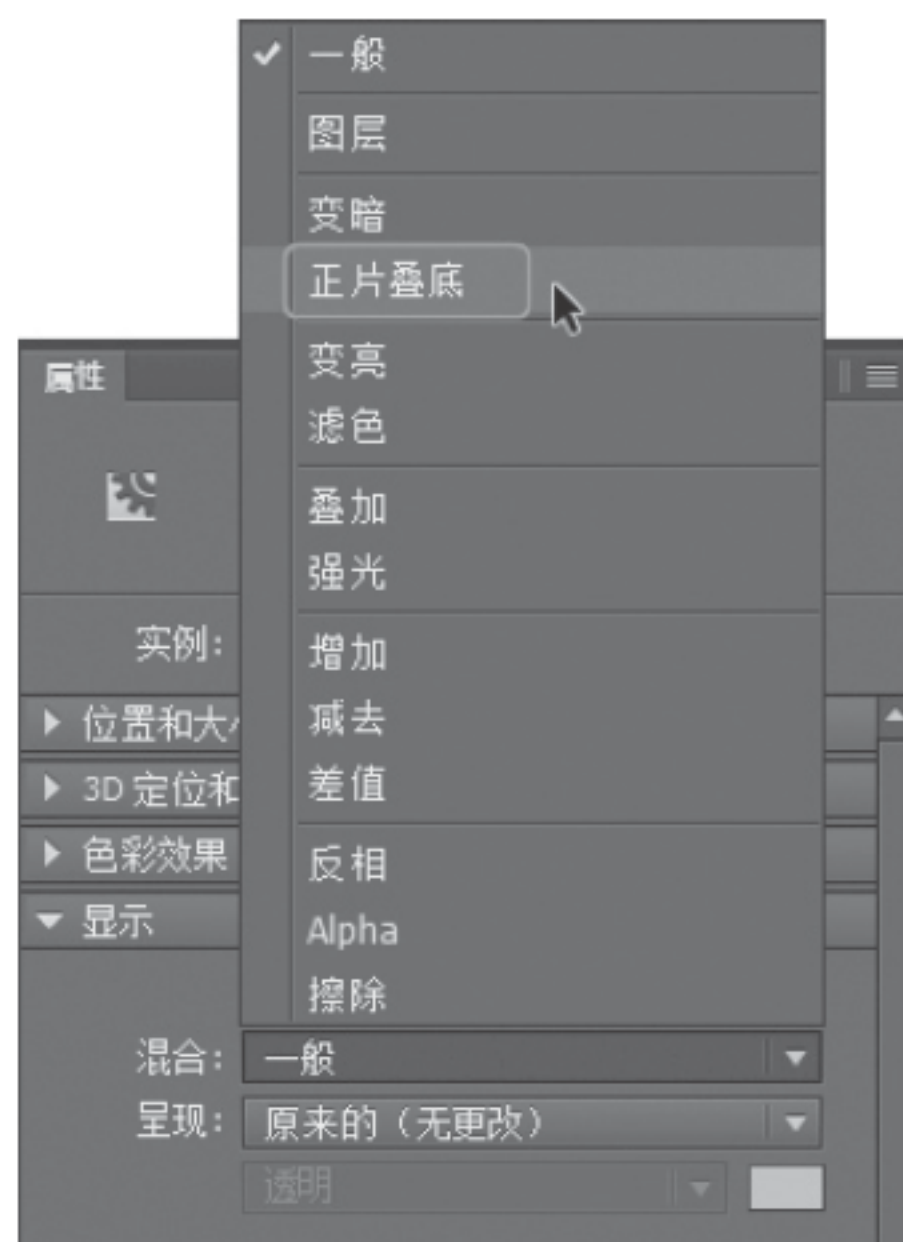 一般
图层
变暗
正片叠底
变亮
滤色
叠加
强光
增加
减去
差值
反相
Alpha
擦除
属性
实例:
位置和大
3D 定位和
色彩效果
显示
混合: 一般
呈现: 原来的（无更改）
透明